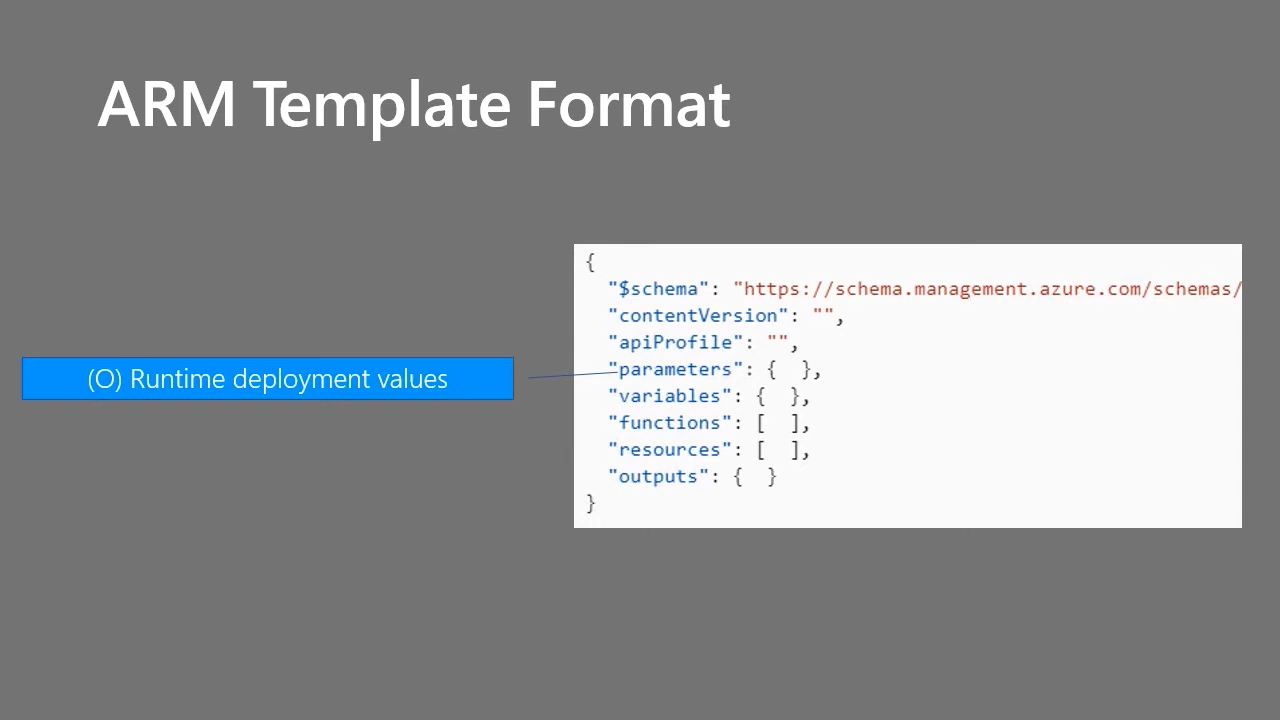 ARM Template Format
(O) Runtime deployment values
{
"$schema": "https://schema.management.azure.com/schemas/
"contentVersion": "",
"apiProfile": "",
"parameters": {  },
"variables": {  },
"functions": [  ],
"resources": [  ],
"outputs": {  }
}